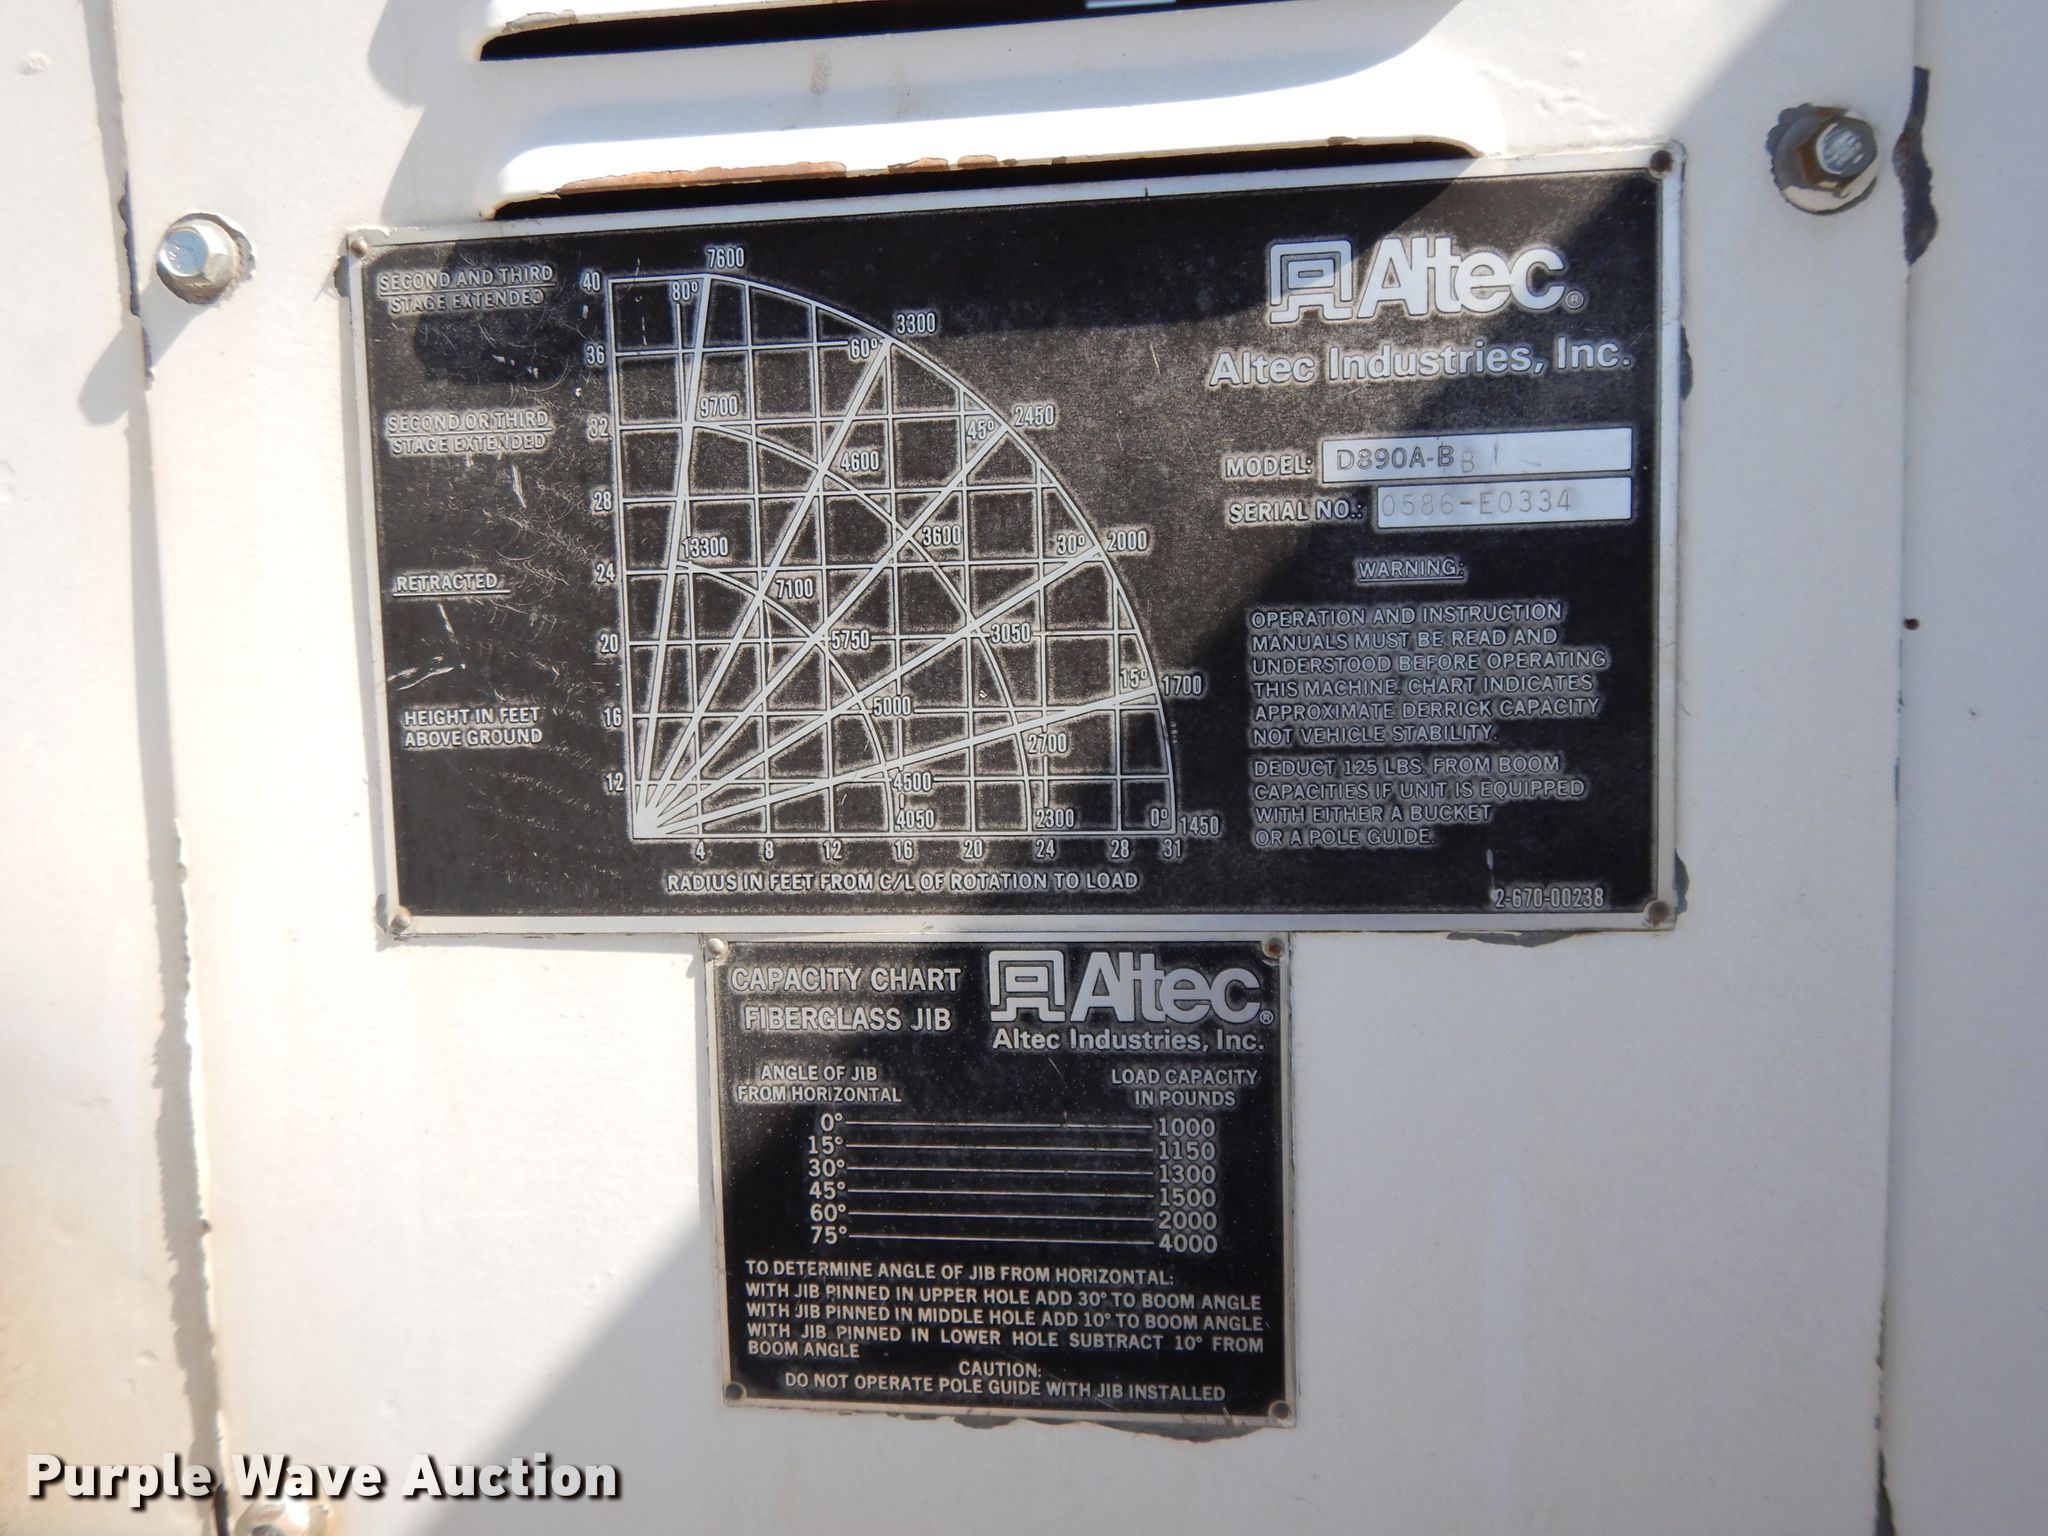 SECOND AND THIRD
STAGE EXTENDED
SECOND OR THIRD
STAGE EXTENDED
RETRACTED
HEIGHT IN FEET
ABOVE GROUND
40
36
32
28
24
20
16
12
7600
80°
3300
60°
9700
2450
45°
4600
13300
3600
30°
2000
7100
5750
3050
15°
1700
5000
2700
4500
4050
2300
0°
1450
4 8 12 16 20 24 28 31
RADIUS IN FEET FROM C/L OF ROTATION TO LOAD
Altec®
Altec Industries, Inc.
MODEL: D890A-B B
SERIAL NO.: 0586-E0334
WARNING:
OPERATION AND INSTRUCTION
MANUALS MUST BE READ AND
UNDERSTOOD BEFORE OPERATING
THIS MACHINE. CHART INDICATES
APPROXIMATE DERRICK CAPACITY
NOT VEHICLE STABILITY.
DEDUCT 125 LBS. FROM BOOM
CAPACITIES IF UNIT IS EQUIPPED
WITH EITHER A BUCKET
OR A POLE GUIDE.
2-670-00238
CAPACITY CHART
FIBERGLASS JIB
Altec®
Altec Industries, Inc.
ANGLE OF JIB
FROM HORIZONTAL
LOAD CAPACITY
IN POUNDS
0° 1000
15° 1150
30° 1300
45° 1500
60° 2000
75° 4000
TO DETERMINE ANGLE OF JIB FROM HORIZONTAL:
WITH JIB PINNED IN UPPER HOLE ADD 30° TO BOOM ANGLE
WITH JIB PINNED IN MIDDLE HOLE ADD 10° TO BOOM ANGLE
WITH JIB PINNED IN LOWER HOLE SUBTRACT 10° FROM
BOOM ANGLE
CAUTION:
DO NOT OPERATE POLE GUIDE WITH JIB INSTALLED
Purple Wave Auction